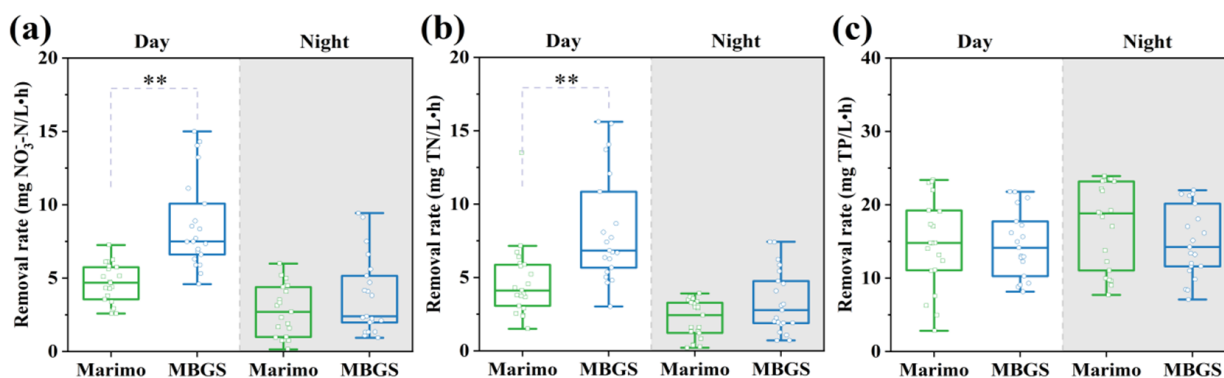 (a)
Day
Night
Removal rate (mg NO₃⁻-N/L•h)
20
15
10
5
0
**
Marimo
MBGS
Marimo
MBGS
(b)
Day
Night
Removal rate (mg TN/L•h)
20
15
10
5
0
**
Marimo
MBGS
Marimo
MBGS
(c)
Day
Night
Removal rate (mg TP/L•h)
40
30
20
10
0
Marimo
MBGS
Marimo
MBGS